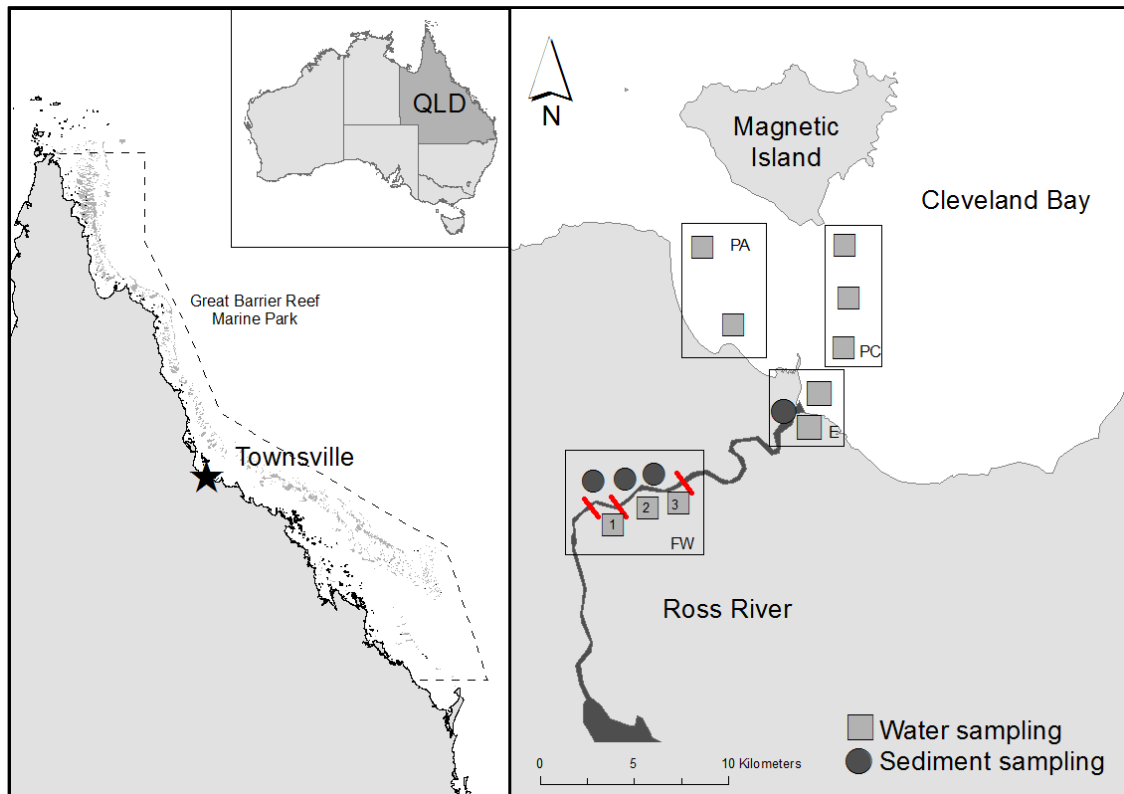 QLD
Great Barrier Reef
Marine Park
Townsville
N
Magnetic
Island
Cleveland Bay
PA
PC
E
1
2
3
FW
Ross River
Water sampling
Sediment sampling
0 5 10 Kilometers